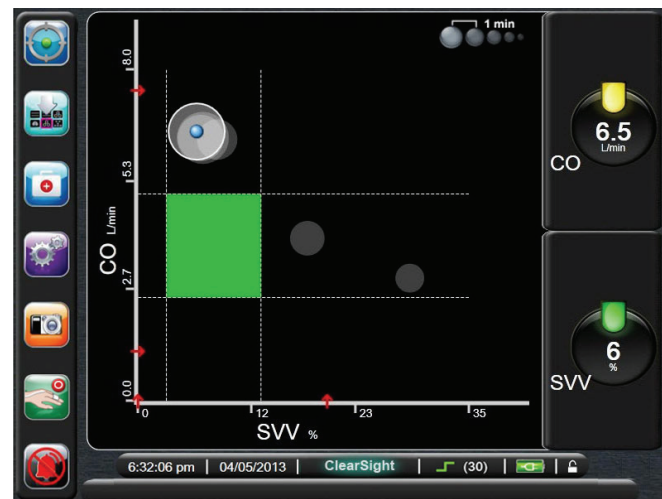 1 min
8.0
5.3
2.7
0.0
CO L/min
0
12
23
35
SVV %
6.5
L/min
CO
6
%
SVV
6:32:06 pm | 04/05/2013 | ClearSight | (30) | |